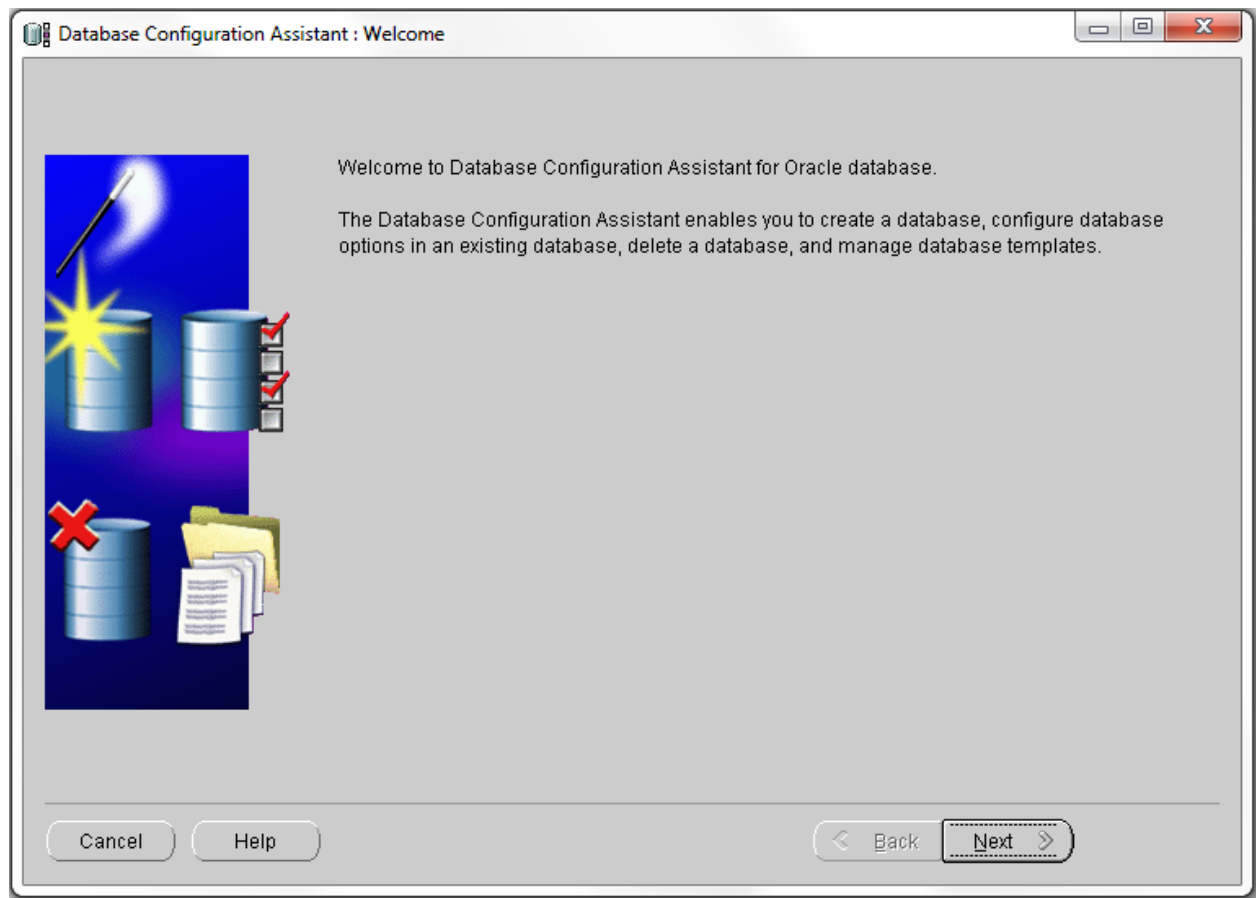 Database Configuration Assistant : Welcome
Welcome to Database Configuration Assistant for Oracle database.
The Database Configuration Assistant enables you to create a database, configure database
options in an existing database, delete a database, and manage database templates.
Cancel Help Back Next